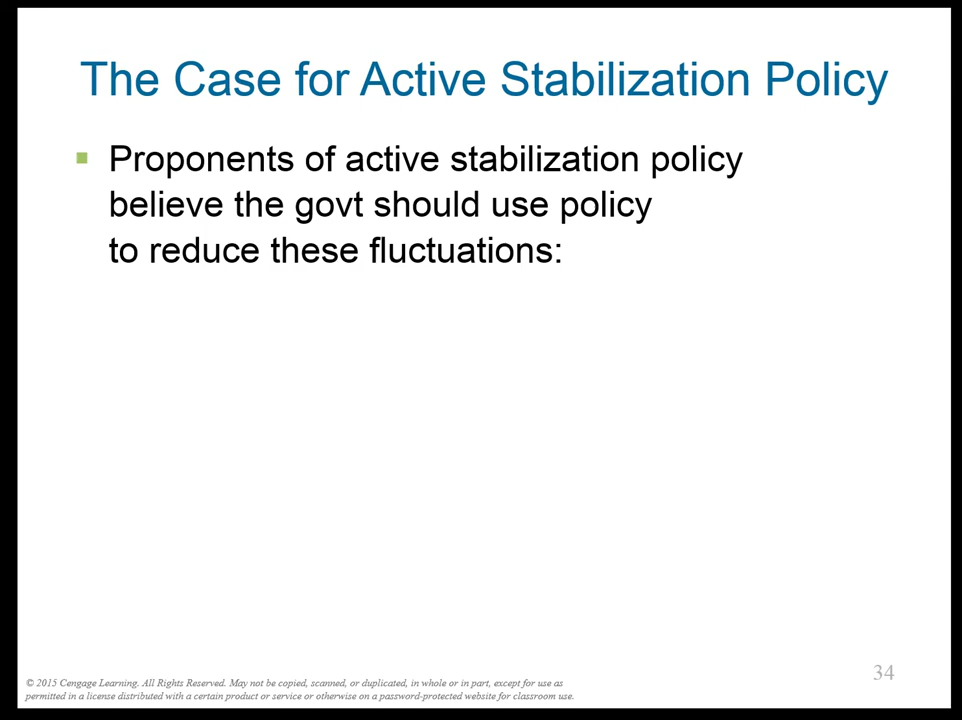 The Case for Active Stabilization Policy
Proponents of active stabilization policy
believe the govt should use policy
to reduce these fluctuations:
34
© 2015 Cengage Learning. All Rights Reserved. May not be copied, scanned, or duplicated, in whole or in part, except for use as
permitted in a license distributed with a certain product or service or otherwise on a password-protected website for classroom use.